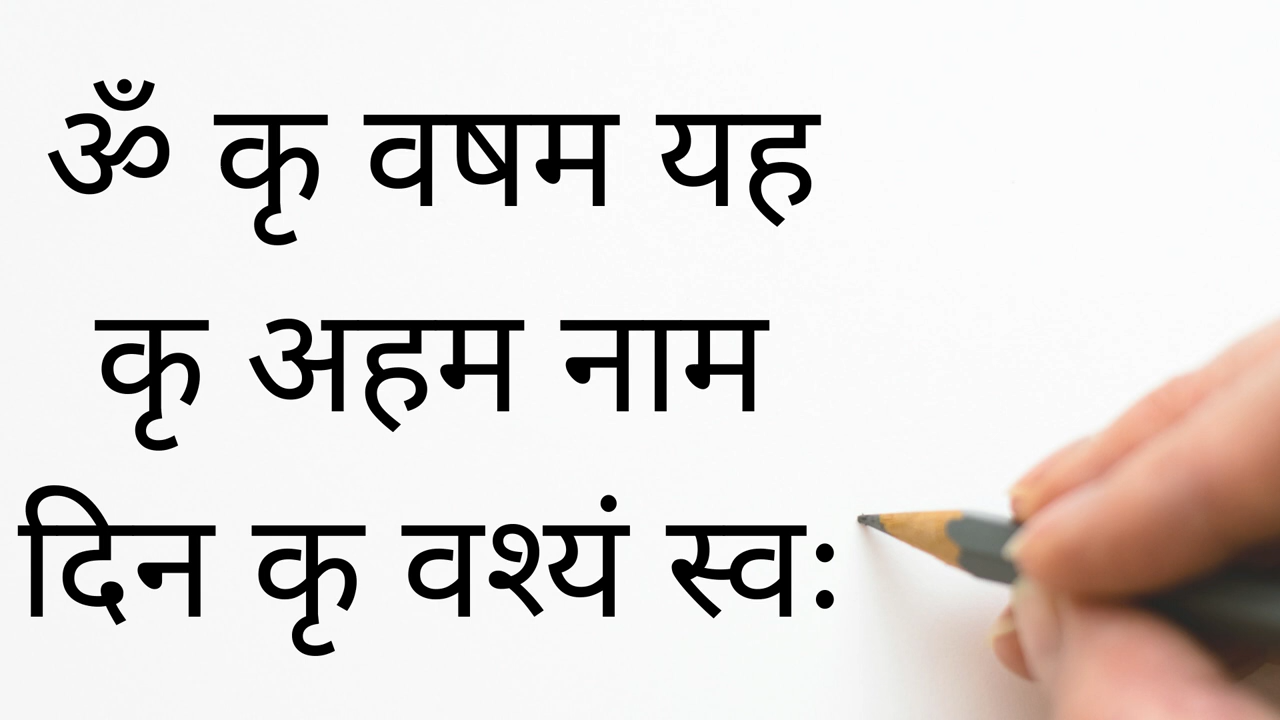 ॐ कृ वषम यह
कृ अहम नाम
दिन कृ वश्यं स्वः